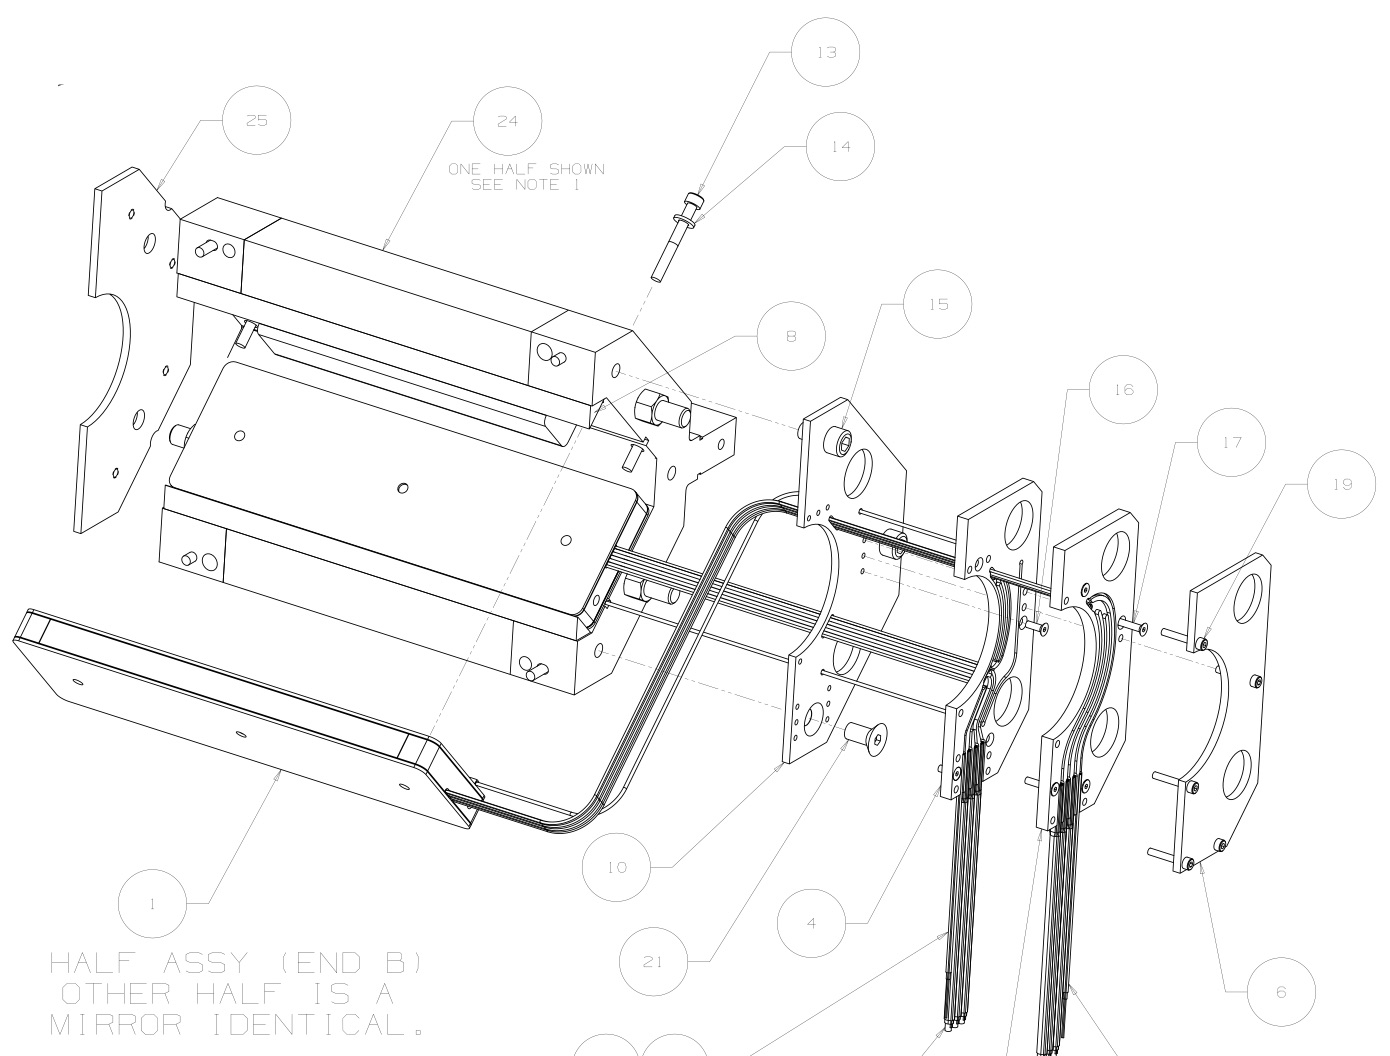 13
25
24
14
ONE HALF SHOWN
SEE NOTE 1
15
8
16
17
19
10
1
4
21
6
HALF ASSY (END B)
OTHER HALF IS A
MIRROR IDENTICAL.